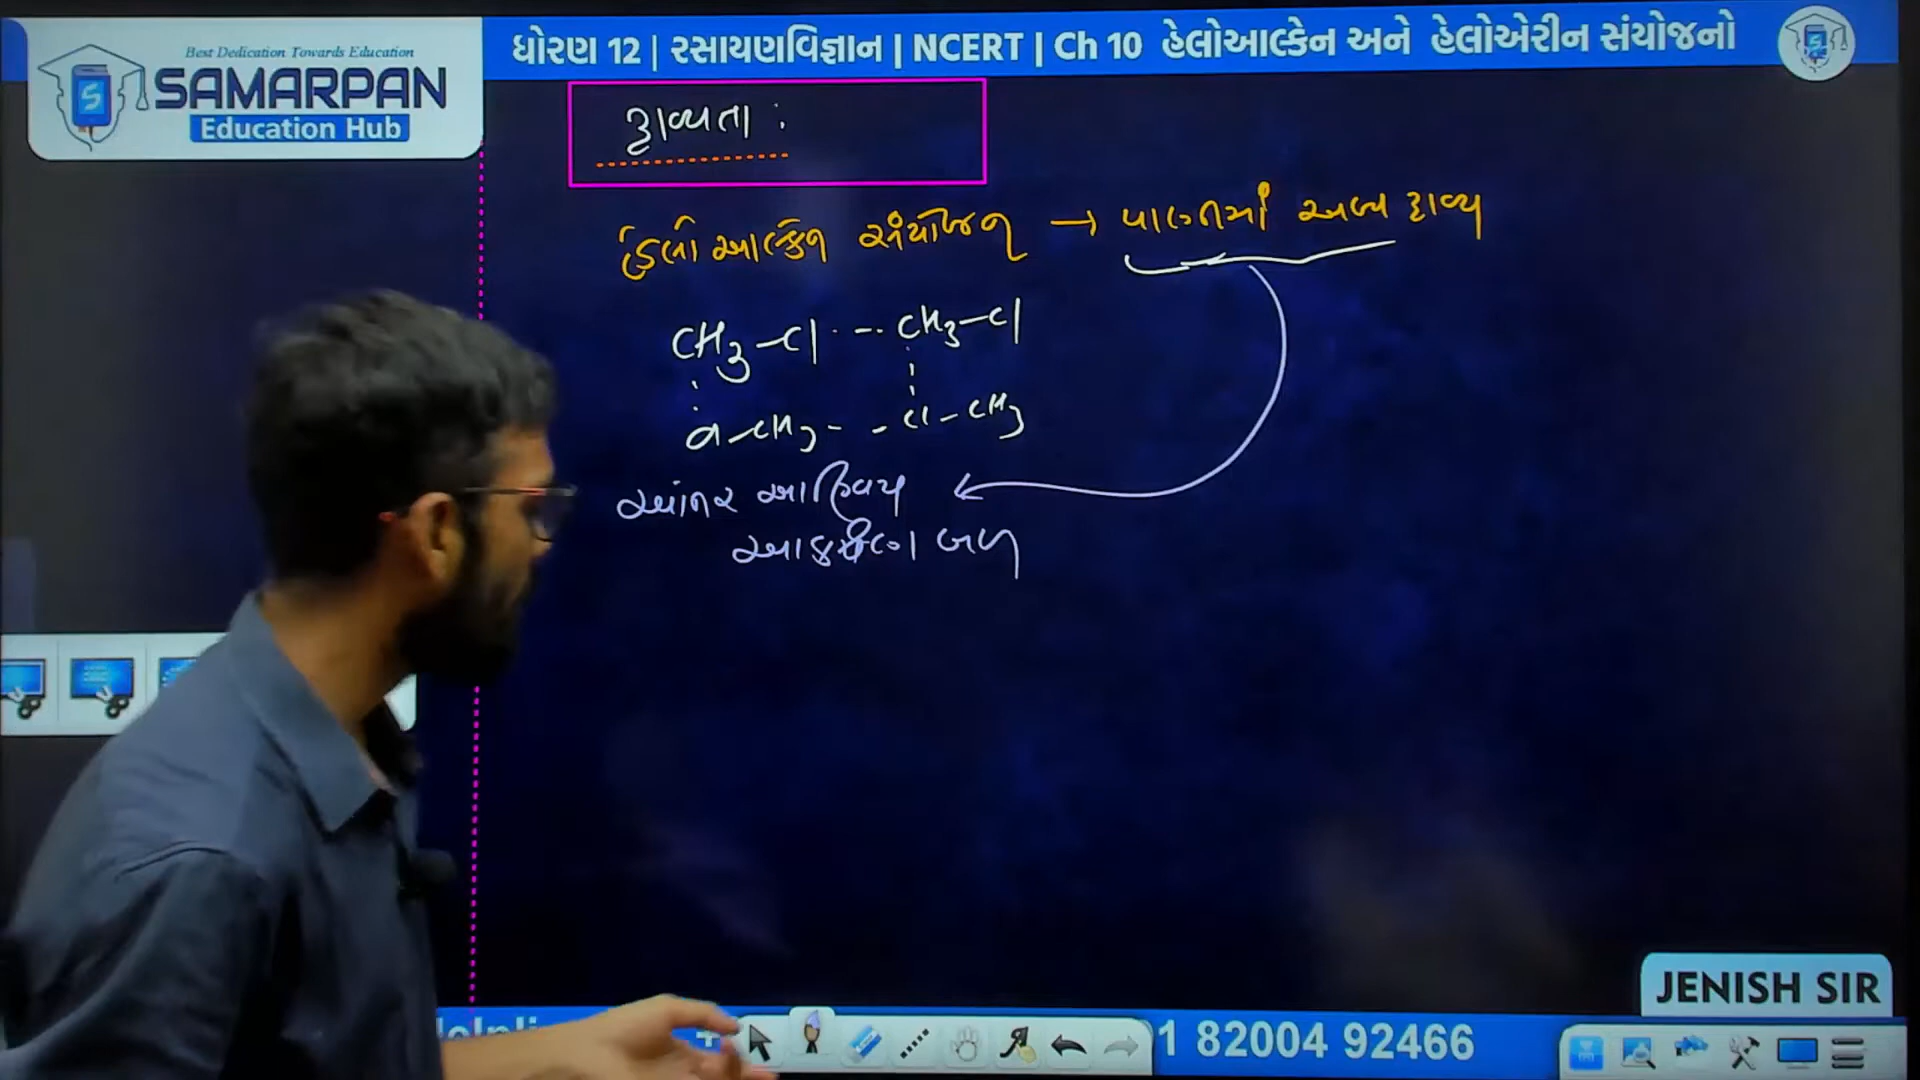 Best Dedication Towards Education
SAMARPAN
Education Hub
ધોરણ 12 | રસાયણવિજ્ઞાન | NCERT | Ch 10 હેલોઆલ્કેન અને હેલોએરીન સંયોજનો
દ્રાવ્યતા :
હેલો આલ્કેન સંયોજન → પાણીમાં અલ્પ દ્રાવ્ય
CH3-Cl --- CH3-Cl
Cl-CH3 - - Cl-CH3
આંતર આણ્વિય
આકર્ષણ બળ
JENISH SIR
1 82004 92466